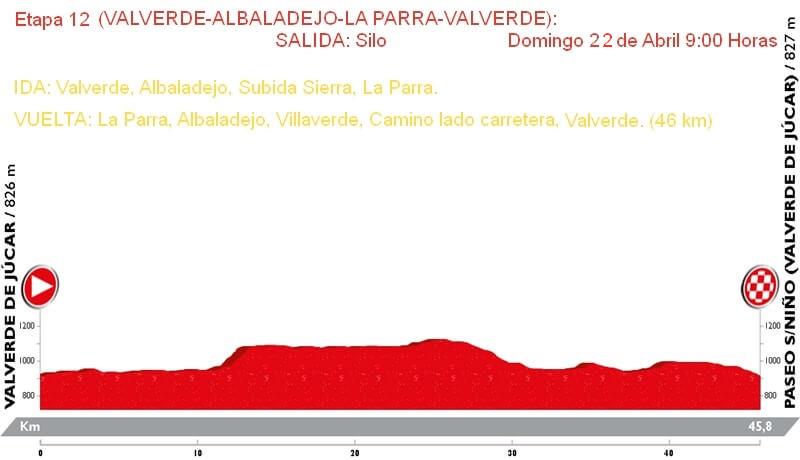 Etapa 12 (VALVERDE-ALBALADEJO-LA PARRA-VALVERDE):
SALIDA: Silo
Domingo 22 de Abril 9:00 Horas
IDA: Valverde, Albaladejo, Subida Sierra, La Parra.
VUELTA: La Parra, Albaladejo, Villaverde, Camino lado carretera, Valverde. (46 km)
VALVERDE DE JÚCAR / 826 m
PASEO S/NIÑO (VALVERDE DE JÚCAR) / 827 m
1200
1000
900
800
1200
1000
900
800
Km
45,8
0
10
20
30
40